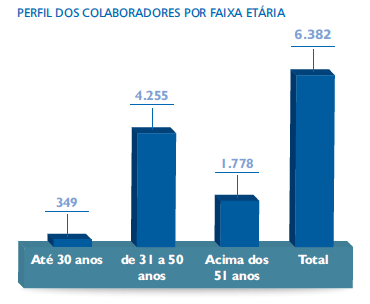 PERFIL DOS COLABORADORES POR FAIXA ETÁRIA
6.382
4.255
1.778
349
Até 30 anos
de 31 a 50
anos
Acima dos
51 anos
Total